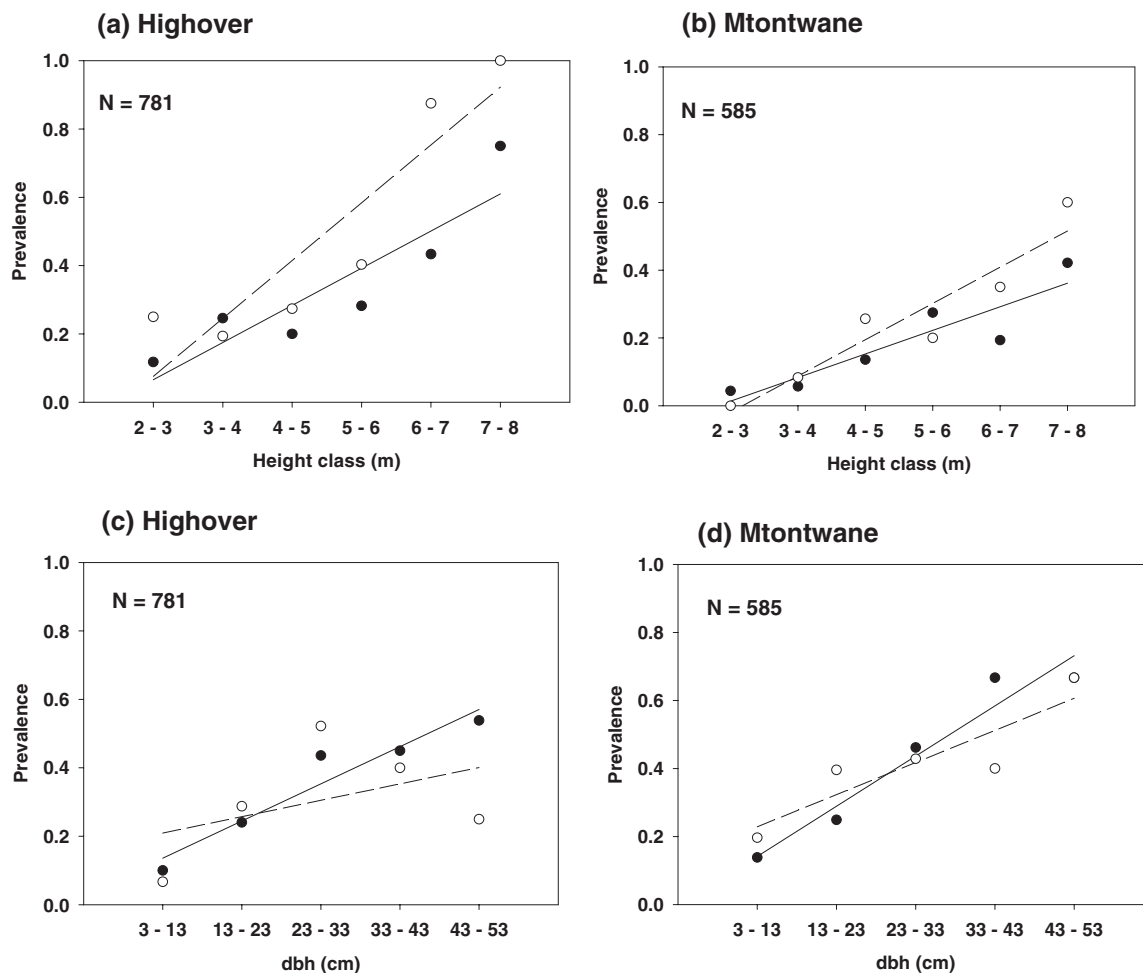 (a) Highover
N = 781
Prevalence
1.0
0.8
0.6
0.4
0.2
0.0
2 - 3 3 - 4 4 - 5 5 - 6 6 - 7 7 - 8
Height class (m)
(b) Mtontwane
N = 585
Prevalence
1.0
0.8
0.6
0.4
0.2
0.0
2 - 3 3 - 4 4 - 5 5 - 6 6 - 7 7 - 8
Height class (m)
(c) Highover
N = 781
Prevalence
1.0
0.8
0.6
0.4
0.2
0.0
3 - 13 13 - 23 23 - 33 33 - 43 43 - 53
dbh (cm)
(d) Mtontwane
N = 585
Prevalence
1.0
0.8
0.6
0.4
0.2
0.0
3 - 13 13 - 23 23 - 33 33 - 43 43 - 53
dbh (cm)